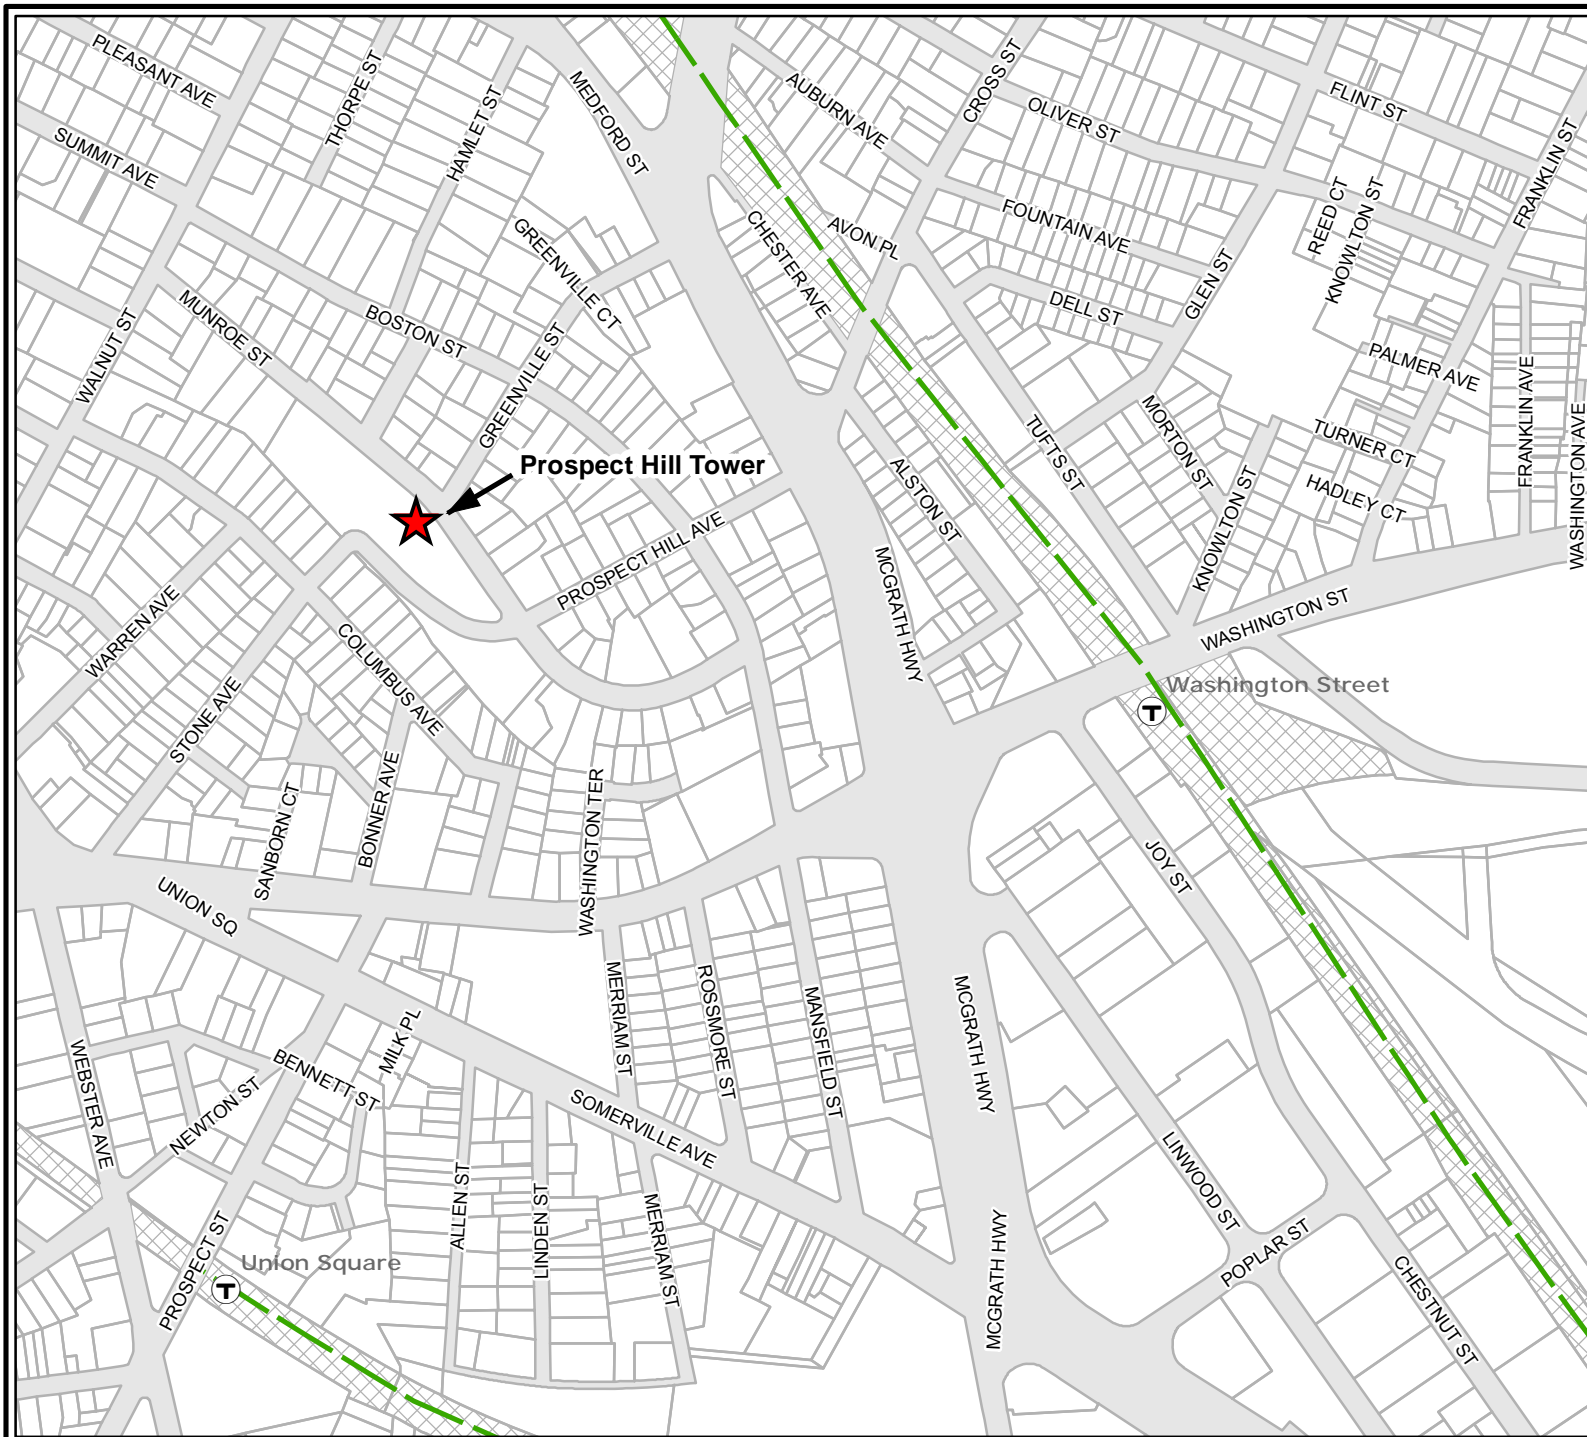 PLEASANT AVE
THORPE ST
HAMLET ST
MEDFORD ST
AUBURN AVE
CROSS ST
OLIVER ST
FLINT ST
FRANKLIN ST
SUMMIT AVE
GREENVILLE CT
CHESTER AVE
AVON PL
FOUNTAIN AVE
REED CT
KNOWLTON ST
GLEN ST
DELL ST
MUNROE ST
BOSTON ST
WALNUT ST
GREENVILLE ST
PALMER AVE
FRANKLIN AVE
WASHINGTON AVE
MORTON ST
TURNER CT
HADLEY CT
TUFTS ST
ALSTON ST
KNOWLTON ST
Prospect Hill Tower
PROSPECT HILL AVE
MCGRATH HWY
WASHINGTON ST
WARREN AVE
COLUMBUS AVE
STONE AVE
Washington Street
T
SANBORN CT
BONNER AVE
WASHINGTON TER
JOY ST
UNION SQ
MERRIAM ST
ROSSMORE ST
MANSFIELD ST
MCGRATH HWY
MILK PL
BENNETT ST
WEBSTER AVE
NEWTON ST
SOMERVILLE AVE
LINWOOD ST
ALLEN ST
LINDEN ST
MERRIAM ST
PROSPECT ST
Union Square
T
MCGRATH HWY
POPLAR ST
CHESTNUT ST